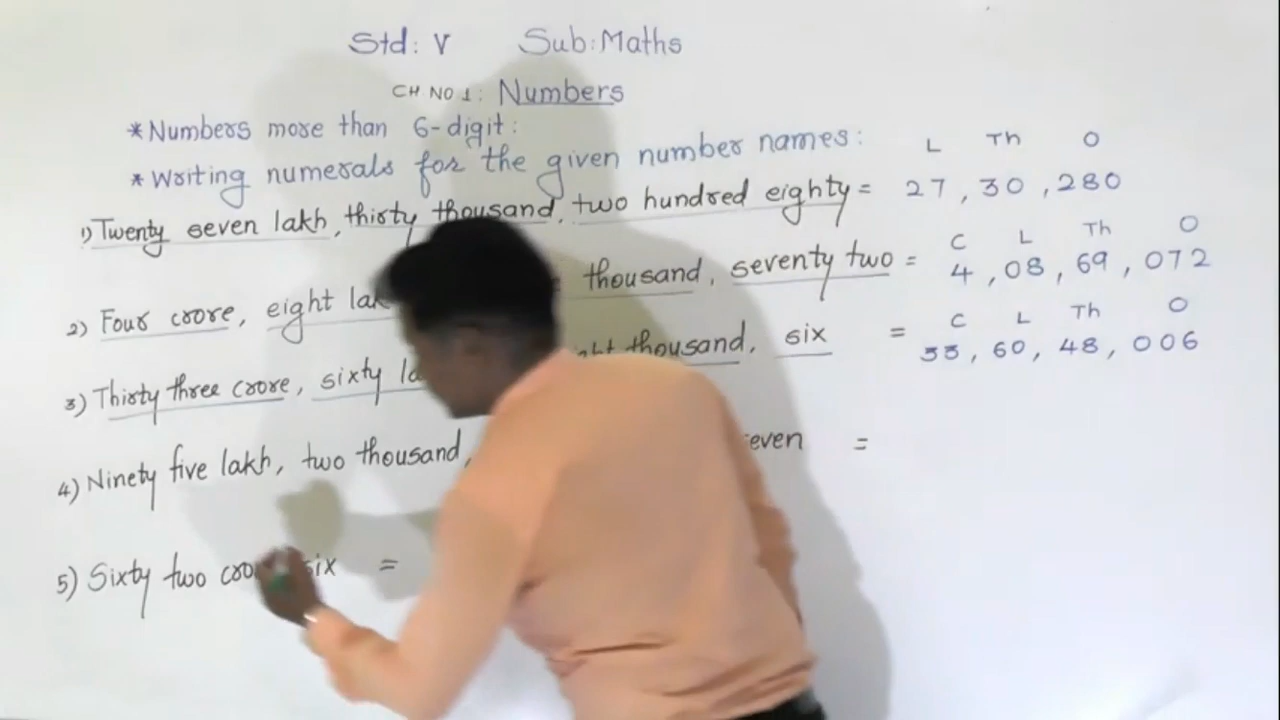 Std: V Sub: Maths
CH NO 1: Numbers
*Numbers more than 6-digit:
*Writing numerals for the given number names:
L Th O
1) Twenty seven lakh, thirty thousand, two hundred eighty = 27,30,280
C L Th O
2) Four crore, eight thousand, seventy two = 4,08,69,072
C L Th O
3) Thirty three crore, sixty thousand, six = 33,60,48,006
4) Ninety five lakh, two thousand, =
5) Sixty two six =